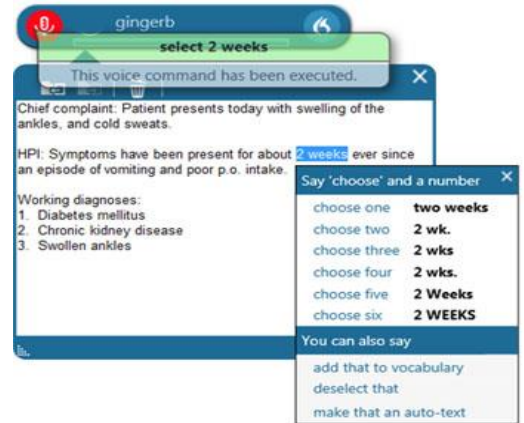 gingerb
select 2 weeks
This voice command has been executed.
Chief complaint: Patient presents today with swelling of the
ankles, and cold sweats.
HPI: Symptoms have been present for about 2 weeks ever since
an episode of vomiting and poor p.o. intake.
Working diagnoses:
1. Diabetes mellitus
2. Chronic kidney disease
3. Swollen ankles
Say 'choose' and a number
choose one two weeks
choose two 2 wk.
choose three 2 wks
choose four 2 wks.
choose five 2 Weeks
choose six 2 WEEKS
You can also say
add that to vocabulary
deselect that
make that an auto-text